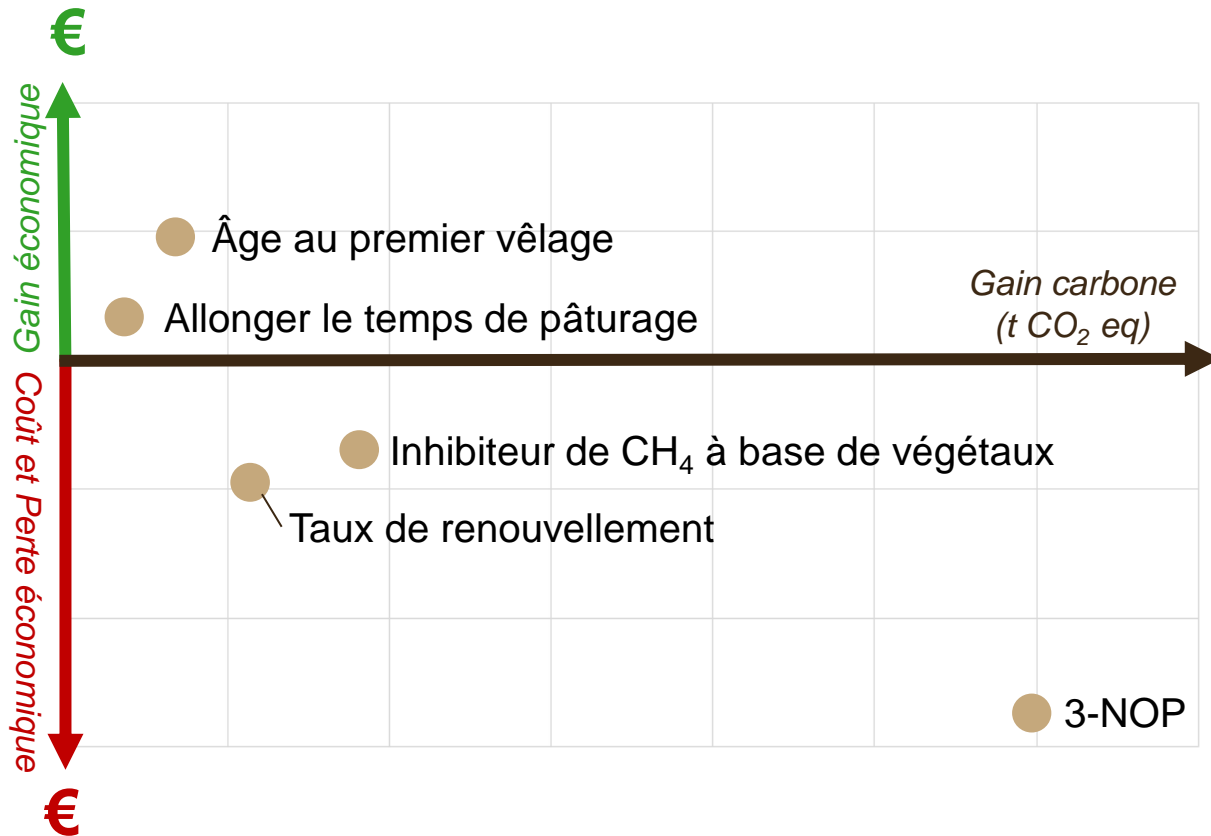 €
Gain économique
Âge au premier vêlage
Gain carbone
(t CO₂ eq)
Allonger le temps de pâturage
Coût et Perte économique
Inhibiteur de CH₄ à base de végétaux
Taux de renouvellement
3-NOP
€